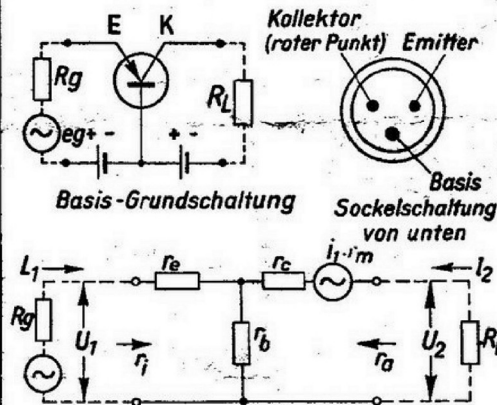 Kollektor
(roter Punkt) Emitter
E K
Rg
RL
eg + - + -
Basis
Basis-Grundschaltung
Sockelschaltung
von unten
L1 re rc i1·rm I2
Rg U1 ri rb ra U2